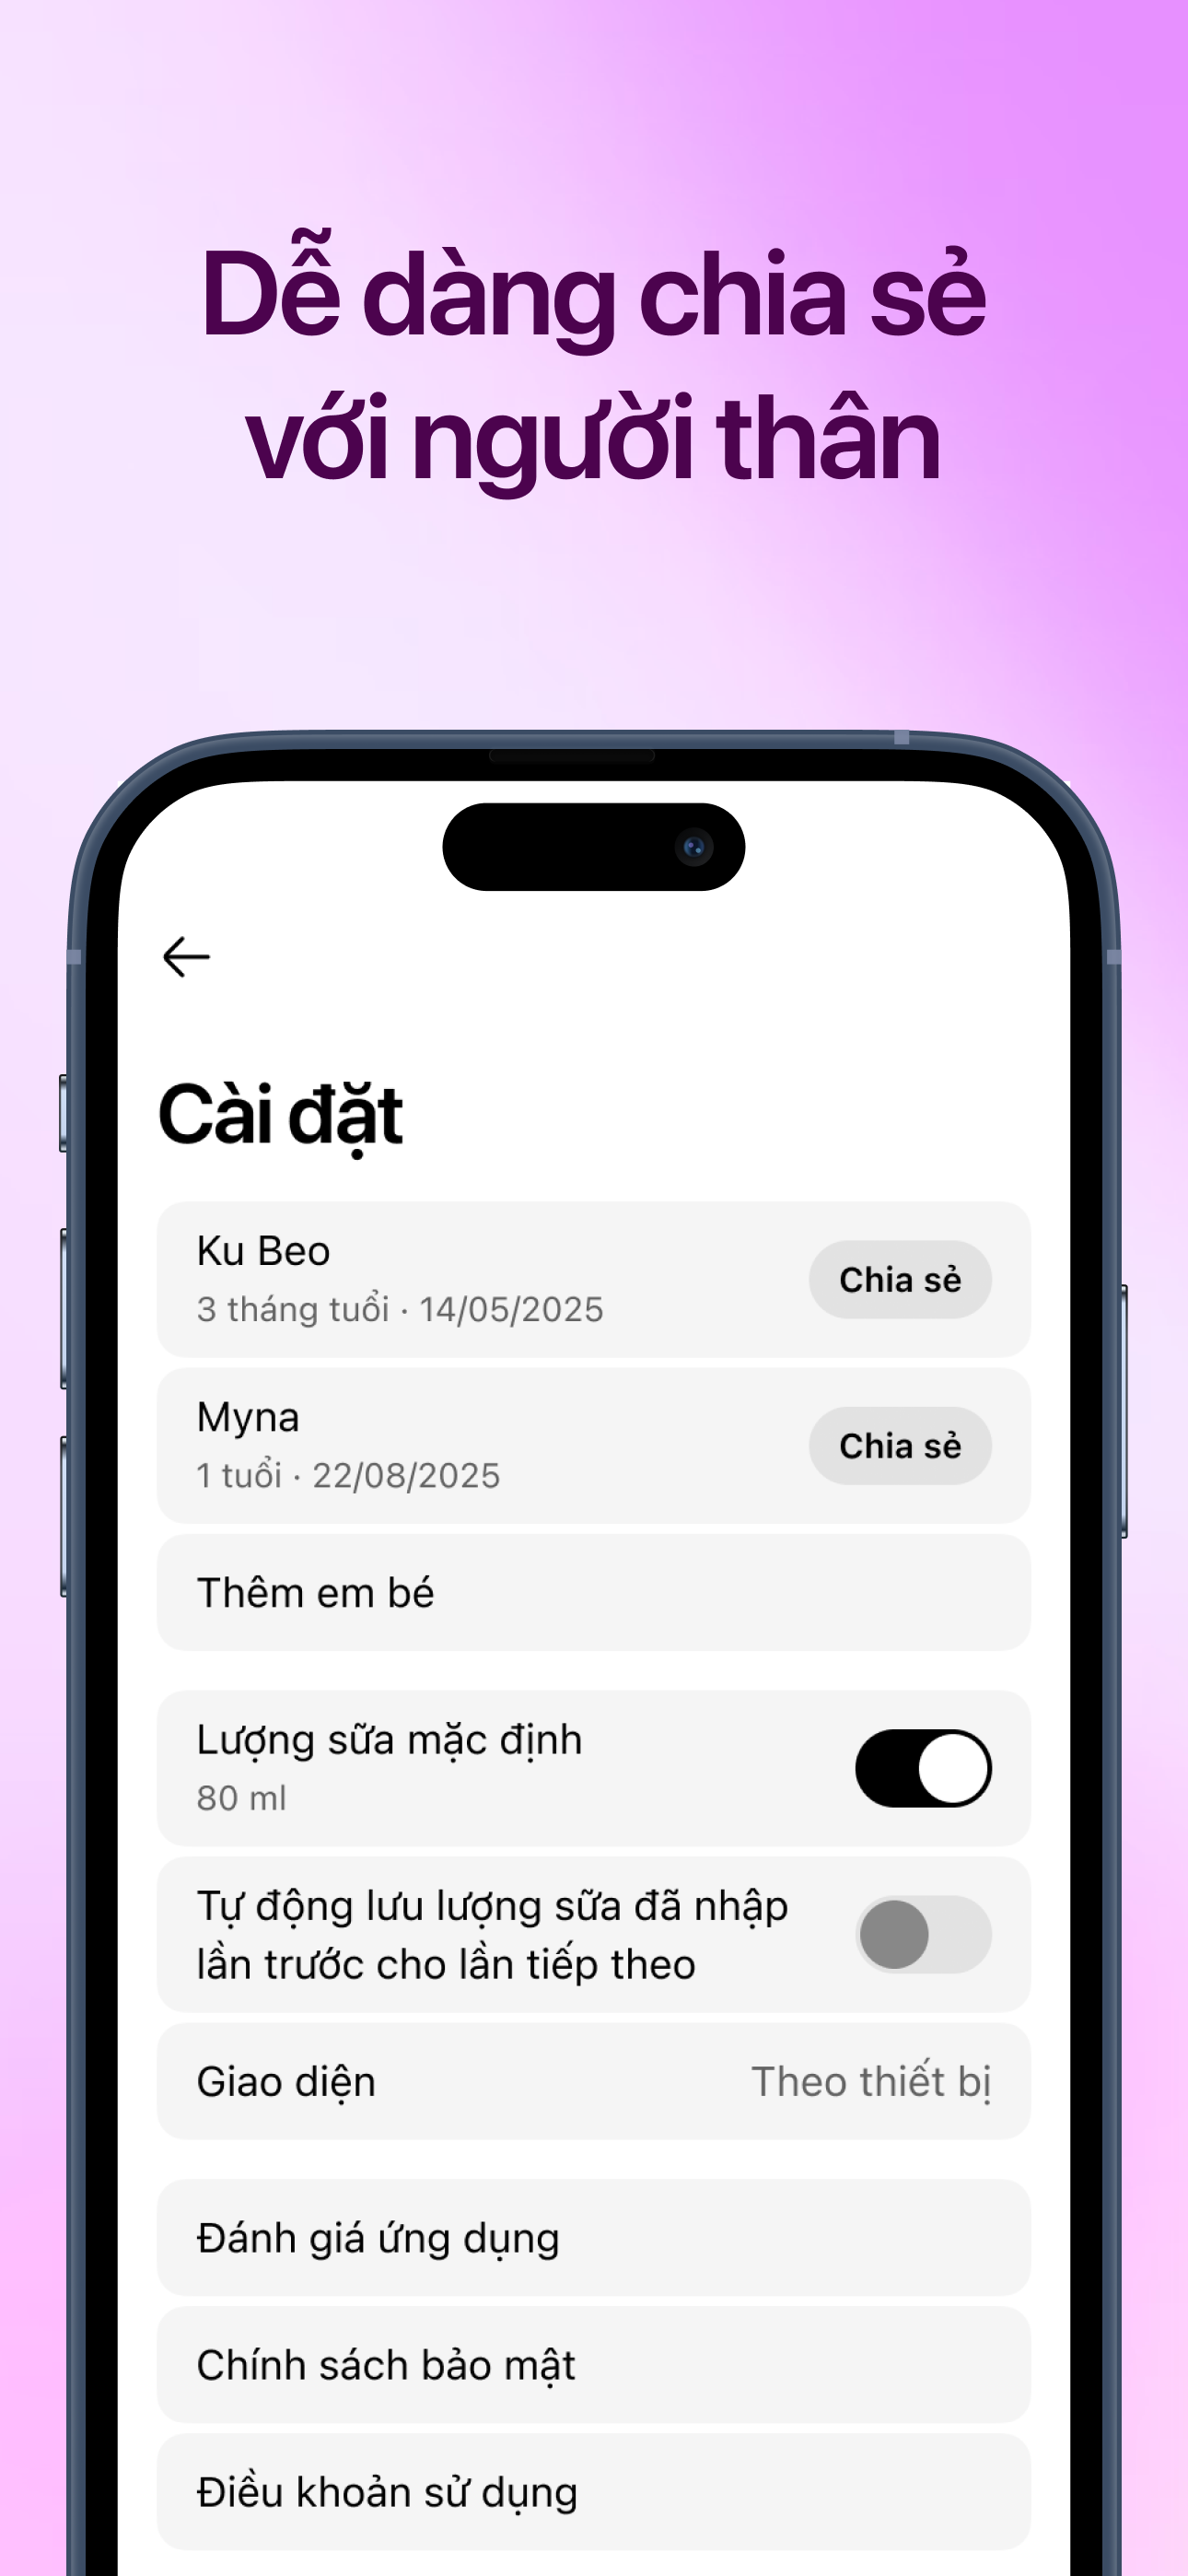 Dễ dàng chia sẻ
với người thân
Cài đặt
Ku Beo
3 tháng tuổi · 14/05/2025
Chia sẻ
Myna
1 tuổi · 22/08/2025
Chia sẻ
Thêm em bé
Lượng sữa mặc định
80 ml
Tự động lưu lượng sữa đã nhập
lần trước cho lần tiếp theo
Giao diện
Theo thiết bị
Đánh giá ứng dụng
Chính sách bảo mật
Điều khoản sử dụng